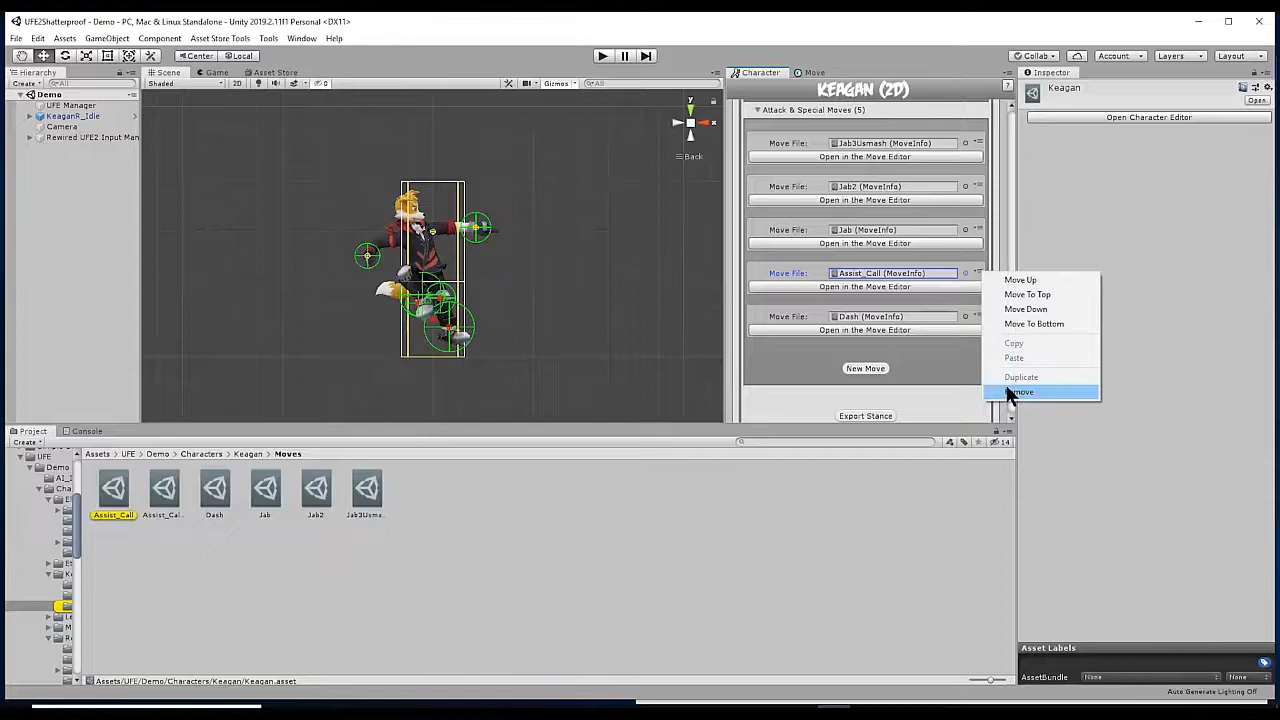 UFE2Shatterproof - Demo - PC, Mac & Linux Standalone - Unity 2019.2.11f1 Personal <DX11>
File Edit Assets GameObject Component Asset Store Tools Tools Window Help
Center Local Collab Account Layers Layout
Hierarchy Scene Game Asset Store Character Move Inspector
Create All Shaded 2D 0 Gizmos All KEAGAN (2D) Keagan
Open
Demo
UFE Manager
KeaganR_Idle
Camera
Rewired UFE2 Input Man
y
x
Back
Open Character Editor
Attack & Special Moves (5)
Move File: Jab3Usmash (MoveInfo)
Open in the Move Editor
Move File: Jab2 (MoveInfo)
Open in the Move Editor
Move File: Jab (MoveInfo)
Open in the Move Editor
Move File: Assist_Call (MoveInfo)
Open in the Move Editor
Move File: Dash (MoveInfo)
Open in the Move Editor
New Move
Export Stance
Move Up
Move To Top
Move Down
Move To Bottom
Copy
Paste
Duplicate
Project Console
Create 14
UFE
Demo
AI_I
Cha
Assets UFE Demo Characters Keagan Moves
Assist_Call Assist_Cal... Dash Jab Jab2 Jab3Usma...
Assets/UFE/Demo/Characters/Keagan/Keagan.asset
Asset Labels
AssetBundle None None
Auto Generate Lighting Off